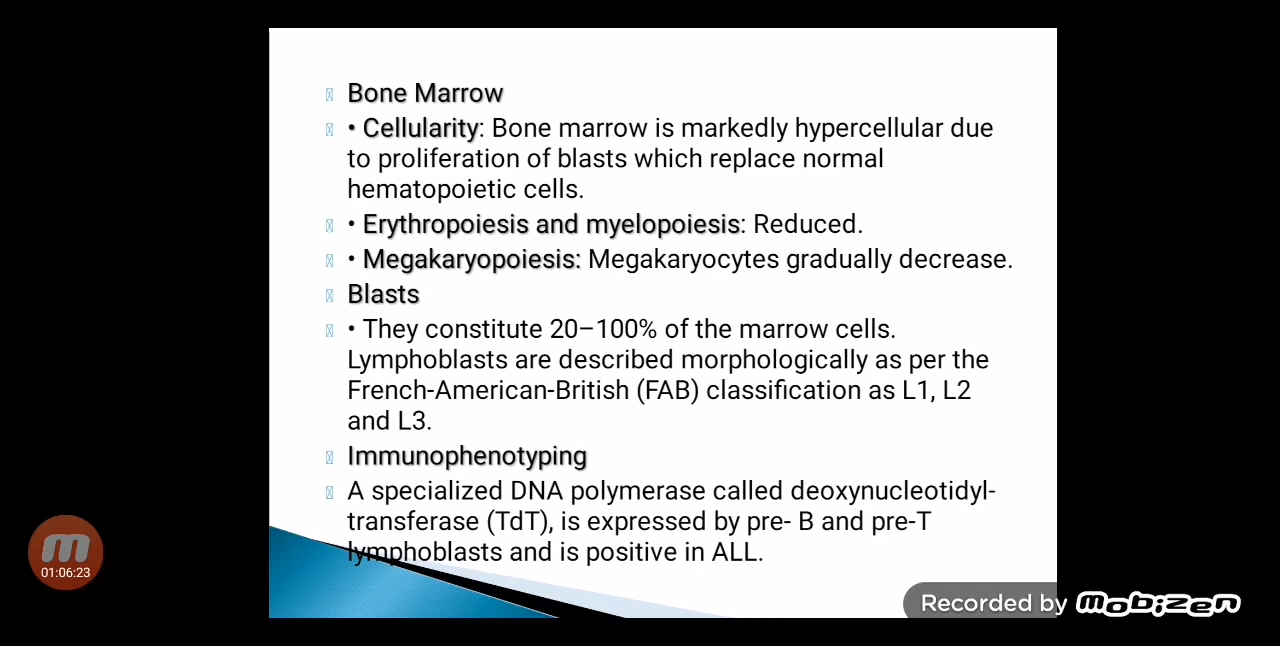 Bone Marrow
• Cellularity: Bone marrow is markedly hypercellular due
to proliferation of blasts which replace normal
hematopoietic cells.
• Erythropoiesis and myelopoiesis: Reduced.
• Megakaryopoiesis: Megakaryocytes gradually decrease.
Blasts
• They constitute 20–100% of the marrow cells.
Lymphoblasts are described morphologically as per the
French-American-British (FAB) classification as L1, L2
and L3.
Immunophenotyping
A specialized DNA polymerase called deoxynucleotidyl-
transferase (TdT), is expressed by pre- B and pre-T
lymphoblasts and is positive in ALL.
01:06:23
Recorded by mobizen